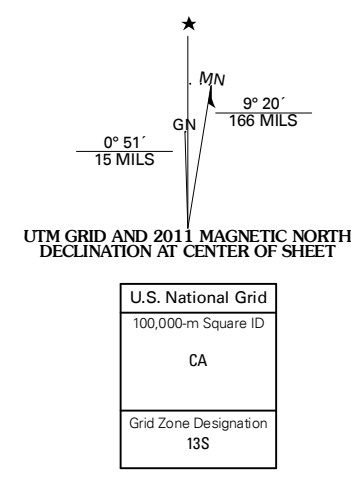 ★
MN
GN
9° 20´
166 MILS
0° 51´
15 MILS
UTM GRID AND 2011 MAGNETIC NORTH
DECLINATION AT CENTER OF SHEET
U.S. National Grid
100,000-m Square ID
CA
Grid Zone Designation
13S